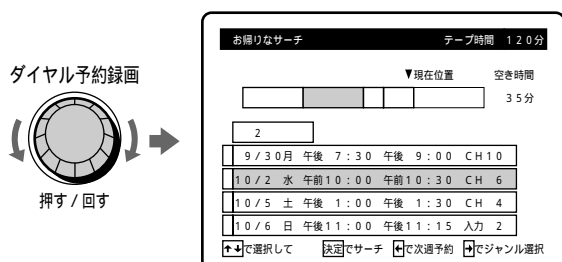 お帰りなサーチ テープ時間 120分
▼現在位置 空き時間
35分
ダイヤル予約録画
押す/回す
2
9/30月 午後 7:30 午後 9:00 CH10
10/2 水 午前10:00 午前10:30 CH 6
10/5 土 午後 1:00 午後 1:30 CH 4
10/6 日 午後11:00 午後11:15 入力 2
↑↓で選択して 決定でサーチ ←で次週予約 →でジャンル選択